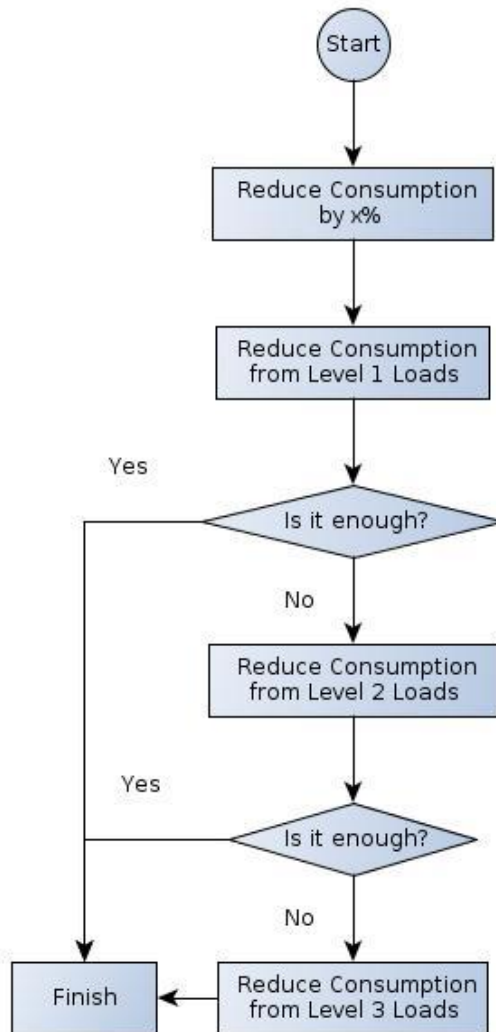 Start
Reduce Consumption
by x%
Reduce Consumption
from Level 1 Loads
Yes
Is it enough?
No
Reduce Consumption
from Level 2 Loads
Yes
Is it enough?
No
Finish
Reduce Consumption
from Level 3 Loads